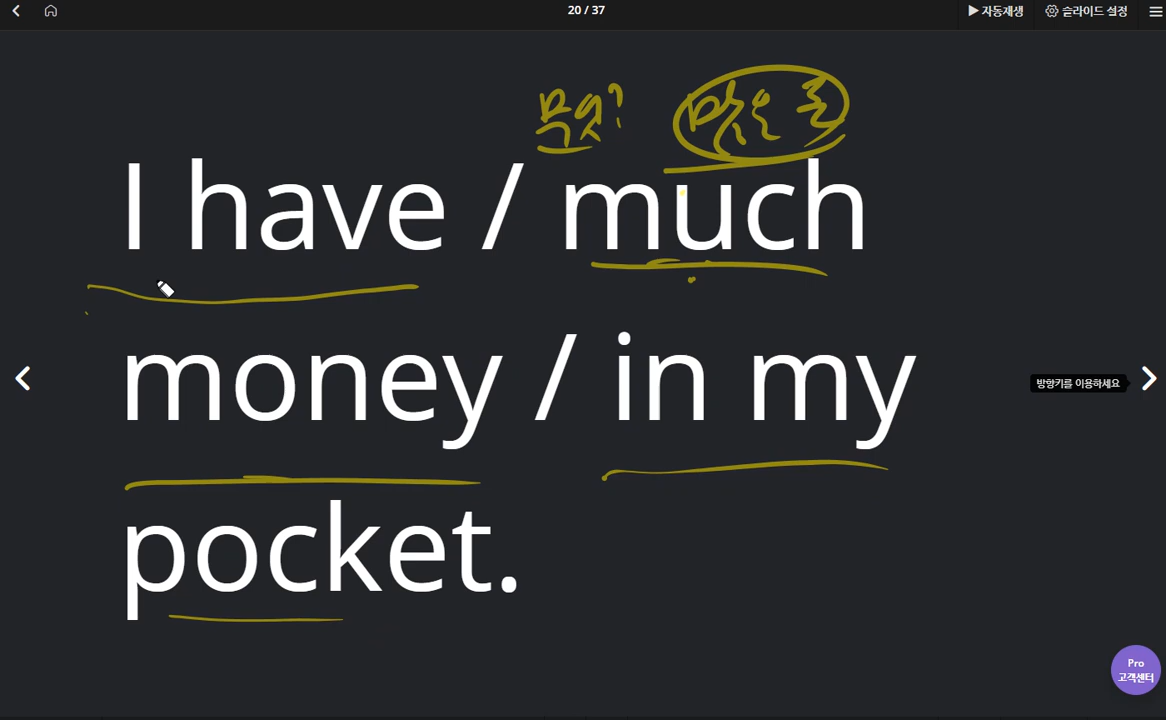 20 / 37
▶ 자동재생
슬라이드 설정
무엇?
많은 돈
I have / much
money / in my
방향키를 이용하세요
pocket.
Pro
고객센터